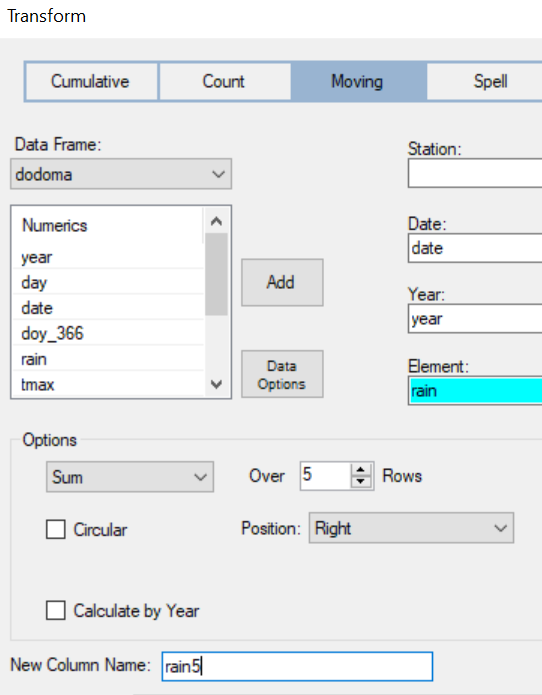 Transform
Cumulative Count Moving Spell
Data Frame:
dodoma
Station:
Numerics
year
day
date
doy_366
rain
tmax
Add
Data
Options
Date:
date
Year:
year
Element:
rain
Options
Sum Over 5 Rows
Circular Position: Right
Calculate by Year
New Column Name: rain5